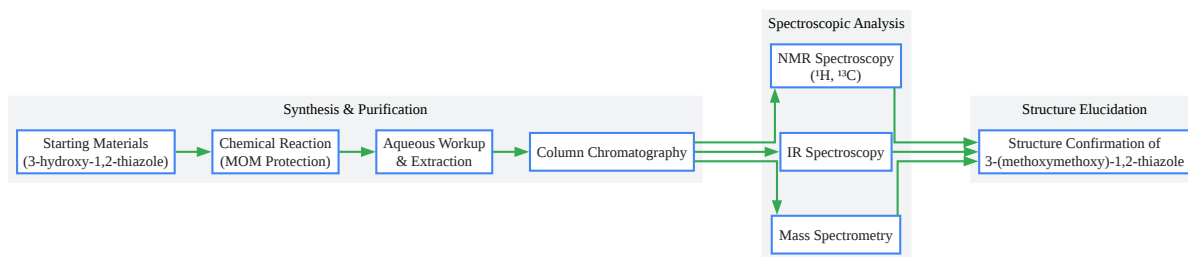 Spectroscopic Analysis
NMR Spectroscopy
(¹H, ¹³C)
Synthesis & Purification
Structure Elucidation
Starting Materials
(3-hydroxy-1,2-thiazole)
Chemical Reaction
(MOM Protection)
Aqueous Workup
& Extraction
Column Chromatography
IR Spectroscopy
Structure Confirmation of
3-(methoxymethoxy)-1,2-thiazole
Mass Spectrometry